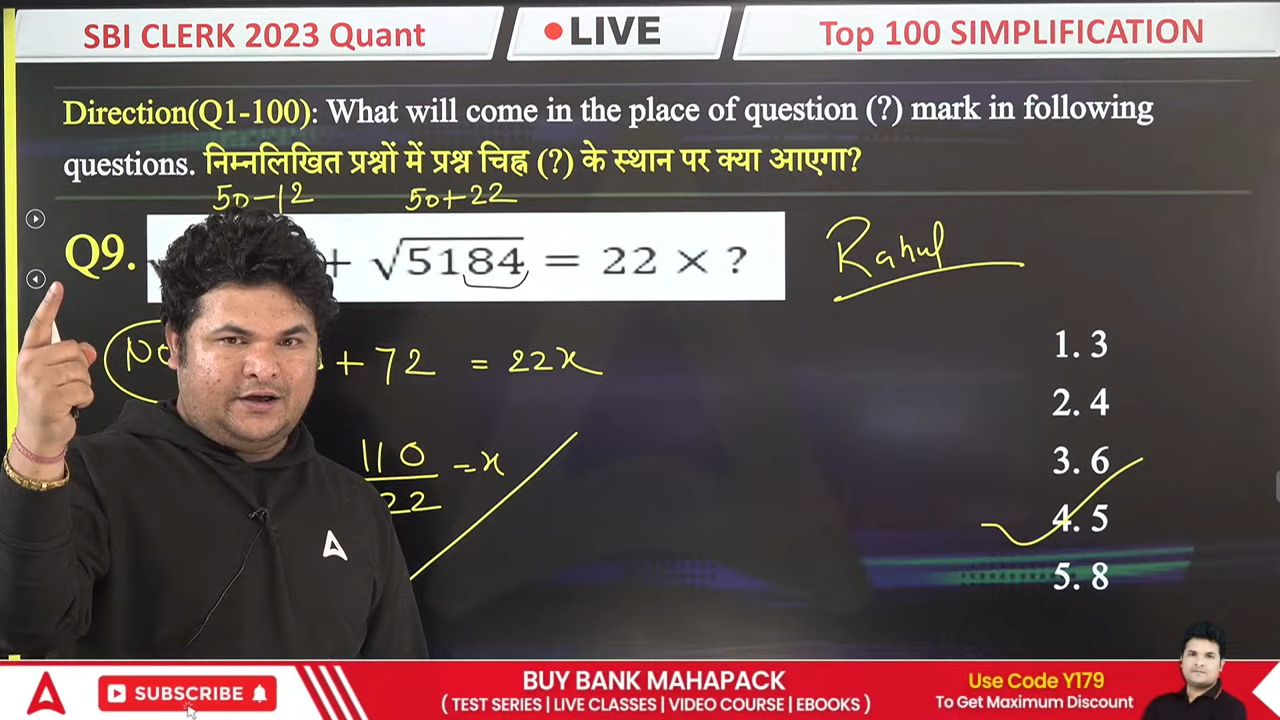 SBI CLERK 2023 Quant
LIVE
Top 100 SIMPLIFICATION
Direction(Q1-100): What will come in the place of question (?) mark in following
questions. निम्नलिखित प्रश्नों में प्रश्न चिह्न (?) के स्थान पर क्या आएगा?
50-12 50+22
Q9. + √5184 = 22 × ?
Rahul
+ 72 = 22x
110/22 = x
1. 3
2. 4
3. 6
4. 5
5. 8
SUBSCRIBE
BUY BANK MAHAPACK
( TEST SERIES | LIVE CLASSES | VIDEO COURSE | EBOOKS )
Use Code Y179
To Get Maximum Discount